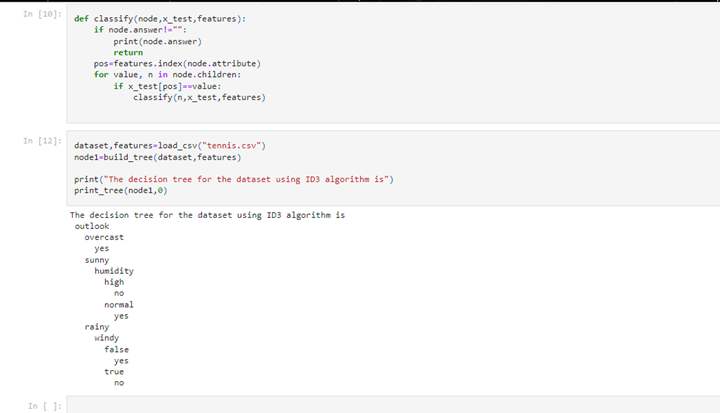 In [10]:
def classify(node,x_test,features):
    if node.answer!="":
        print(node.answer)
        return
    pos=features.index(node.attribute)
    for value, n in node.children:
        if x_test[pos]==value:
            classify(n,x_test,features)
In [12]:
dataset,features=load_csv("tennis.csv")
node1=build_tree(dataset,features)
print("The decision tree for the dataset using ID3 algorithm is")
print_tree(node1,0)
The decision tree for the dataset using ID3 algorithm is
 outlook
   overcast
     yes
   sunny
     humidity
       high
         no
       normal
         yes
   rainy
     windy
       false
         yes
       true
         no
In [ ]: